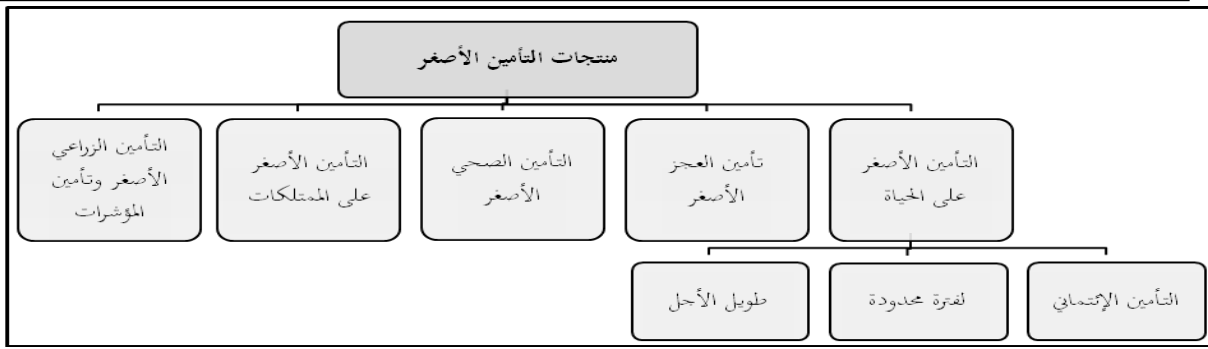 منتجات التأمين الأصغر
التأمين الأصغر
على الحياة
تأمين العجز
الأصغر
التأمين الصحي
الأصغر
التأمين الأصغر
على الممتلكات
التأمين الزراعي
الأصغر وتأمين
المؤشرات
التأمين الإئتماني
لفترة محدودة
طويل الأجل